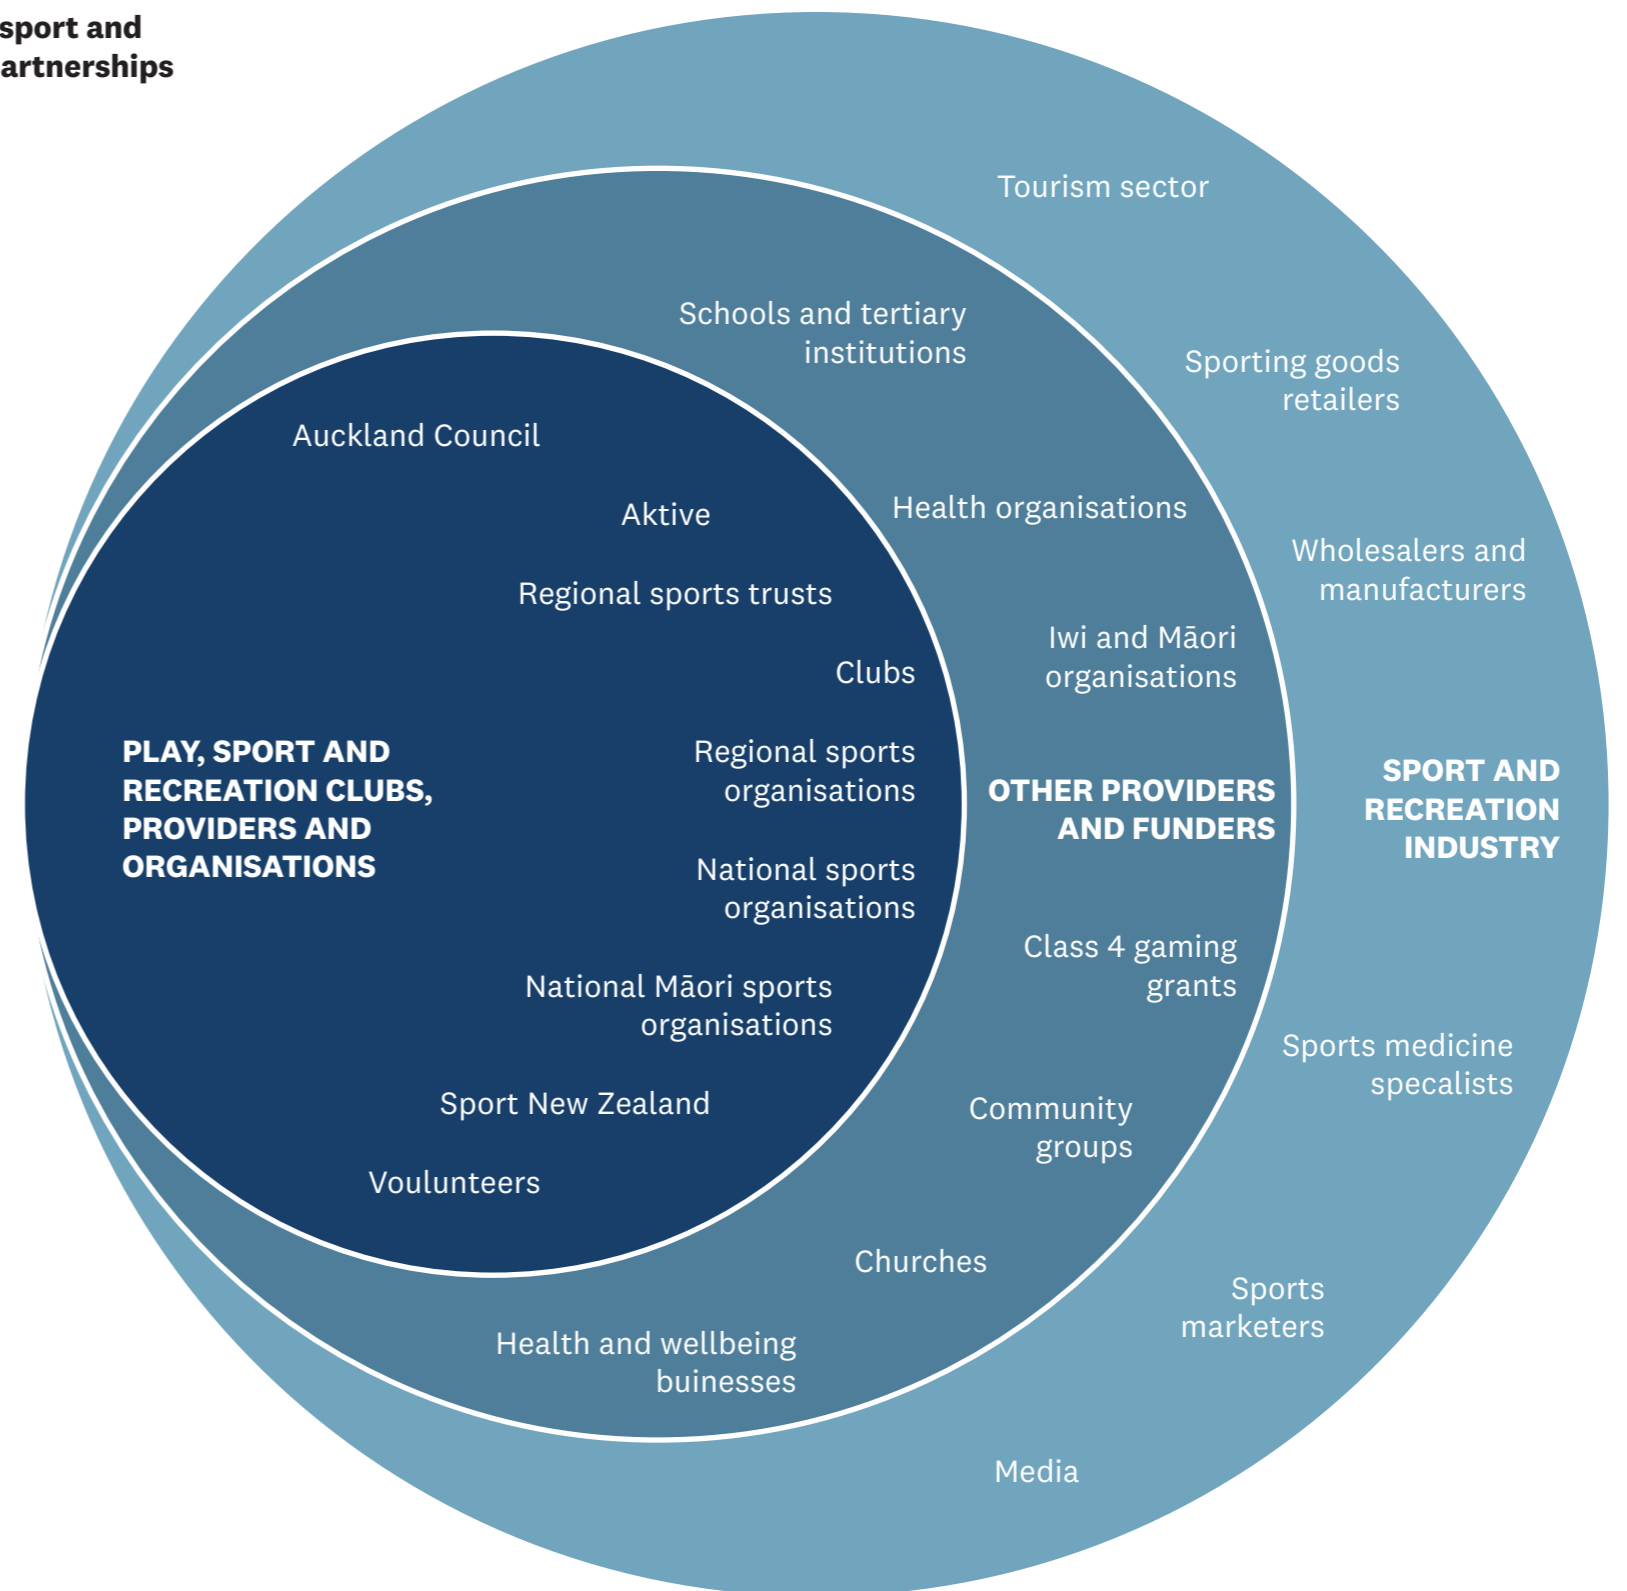 sport and
artnerships
Tourism sector
Schools and tertiary
institutions
Sporting goods
retailers
Auckland Council
Health organisations
Aktive
Wholesalers and
manufacturers
Regional sports trusts
Iwi and Māori
organisations
Clubs
PLAY, SPORT AND
RECREATION CLUBS,
PROVIDERS AND
ORGANISATIONS
Regional sports
organisations
OTHER PROVIDERS
AND FUNDERS
SPORT AND
RECREATION
INDUSTRY
National sports
organisations
Class 4 gaming
grants
National Māori sports
organisations
Sports medicine
specalists
Sport New Zealand
Community
groups
Voulunteers
Churches
Sports
marketers
Health and wellbeing
buinesses
Media